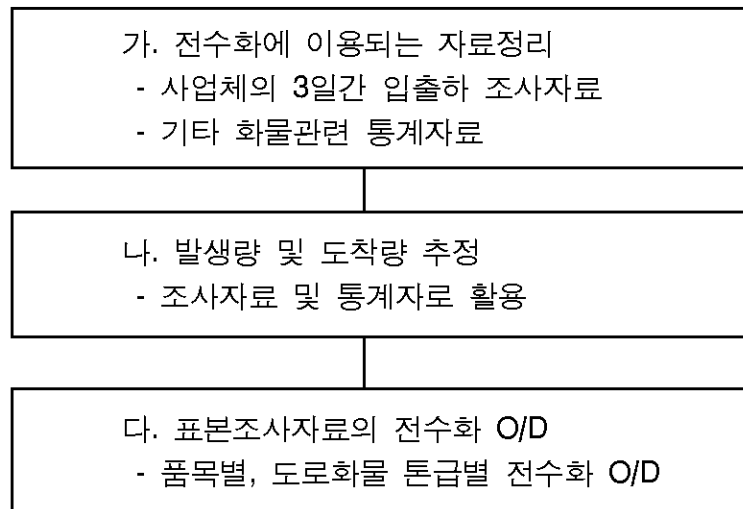 가. 전수화에 이용되는 자료정리
- 사업체의 3일간 입출하 조사자료
- 기타 화물관련 통계자료
나. 발생량 및 도착량 추정
- 조사자료 및 통계자로 활용
다. 표본조사자료의 전수화 O/D
- 품목별, 도로화물 톤급별 전수화 O/D